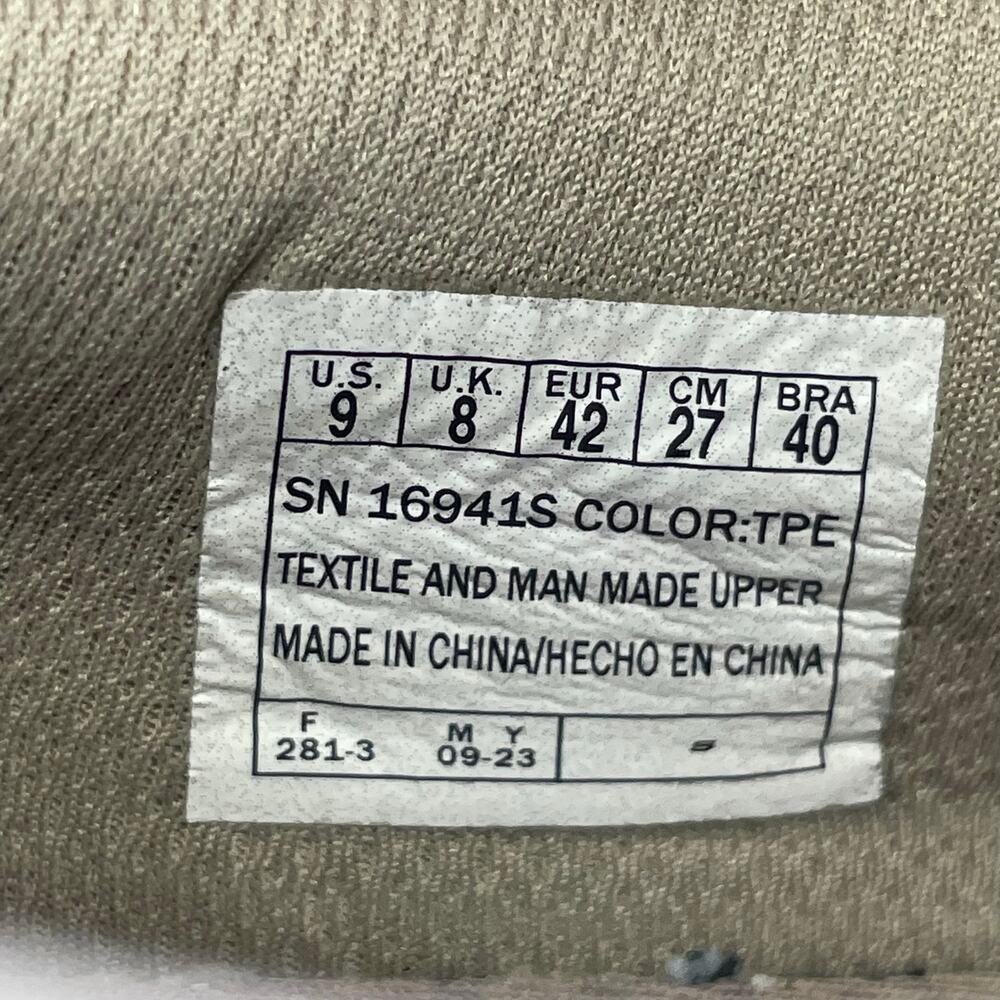 U.S. U.K. EUR CM BRA
9 8 42 27 40
SN 16941S COLOR:TPE
TEXTILE AND MAN MADE UPPER
MADE IN CHINA/HECHO EN CHINA
F M Y
281-3 09-23